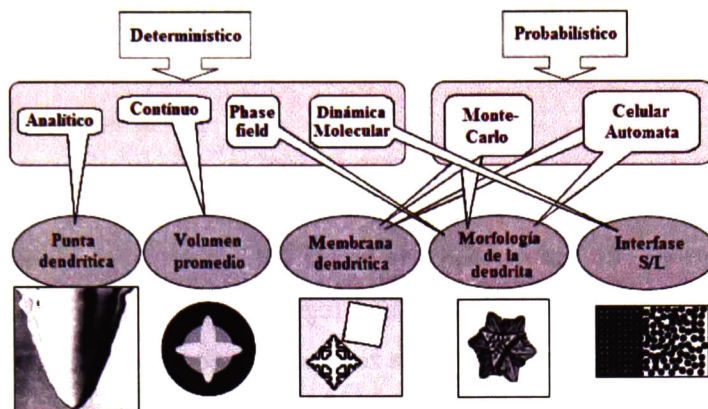 Determinístico
Probabilístico
Analítico
Contínuo
Phase
field
Dinámica
Molecular
Monte-
Carlo
Celular
Automata
Punta
dendrítica
Volumen
promedio
Membrana
dendrítica
Morfología
de la
dendrita
Interfase
S/L